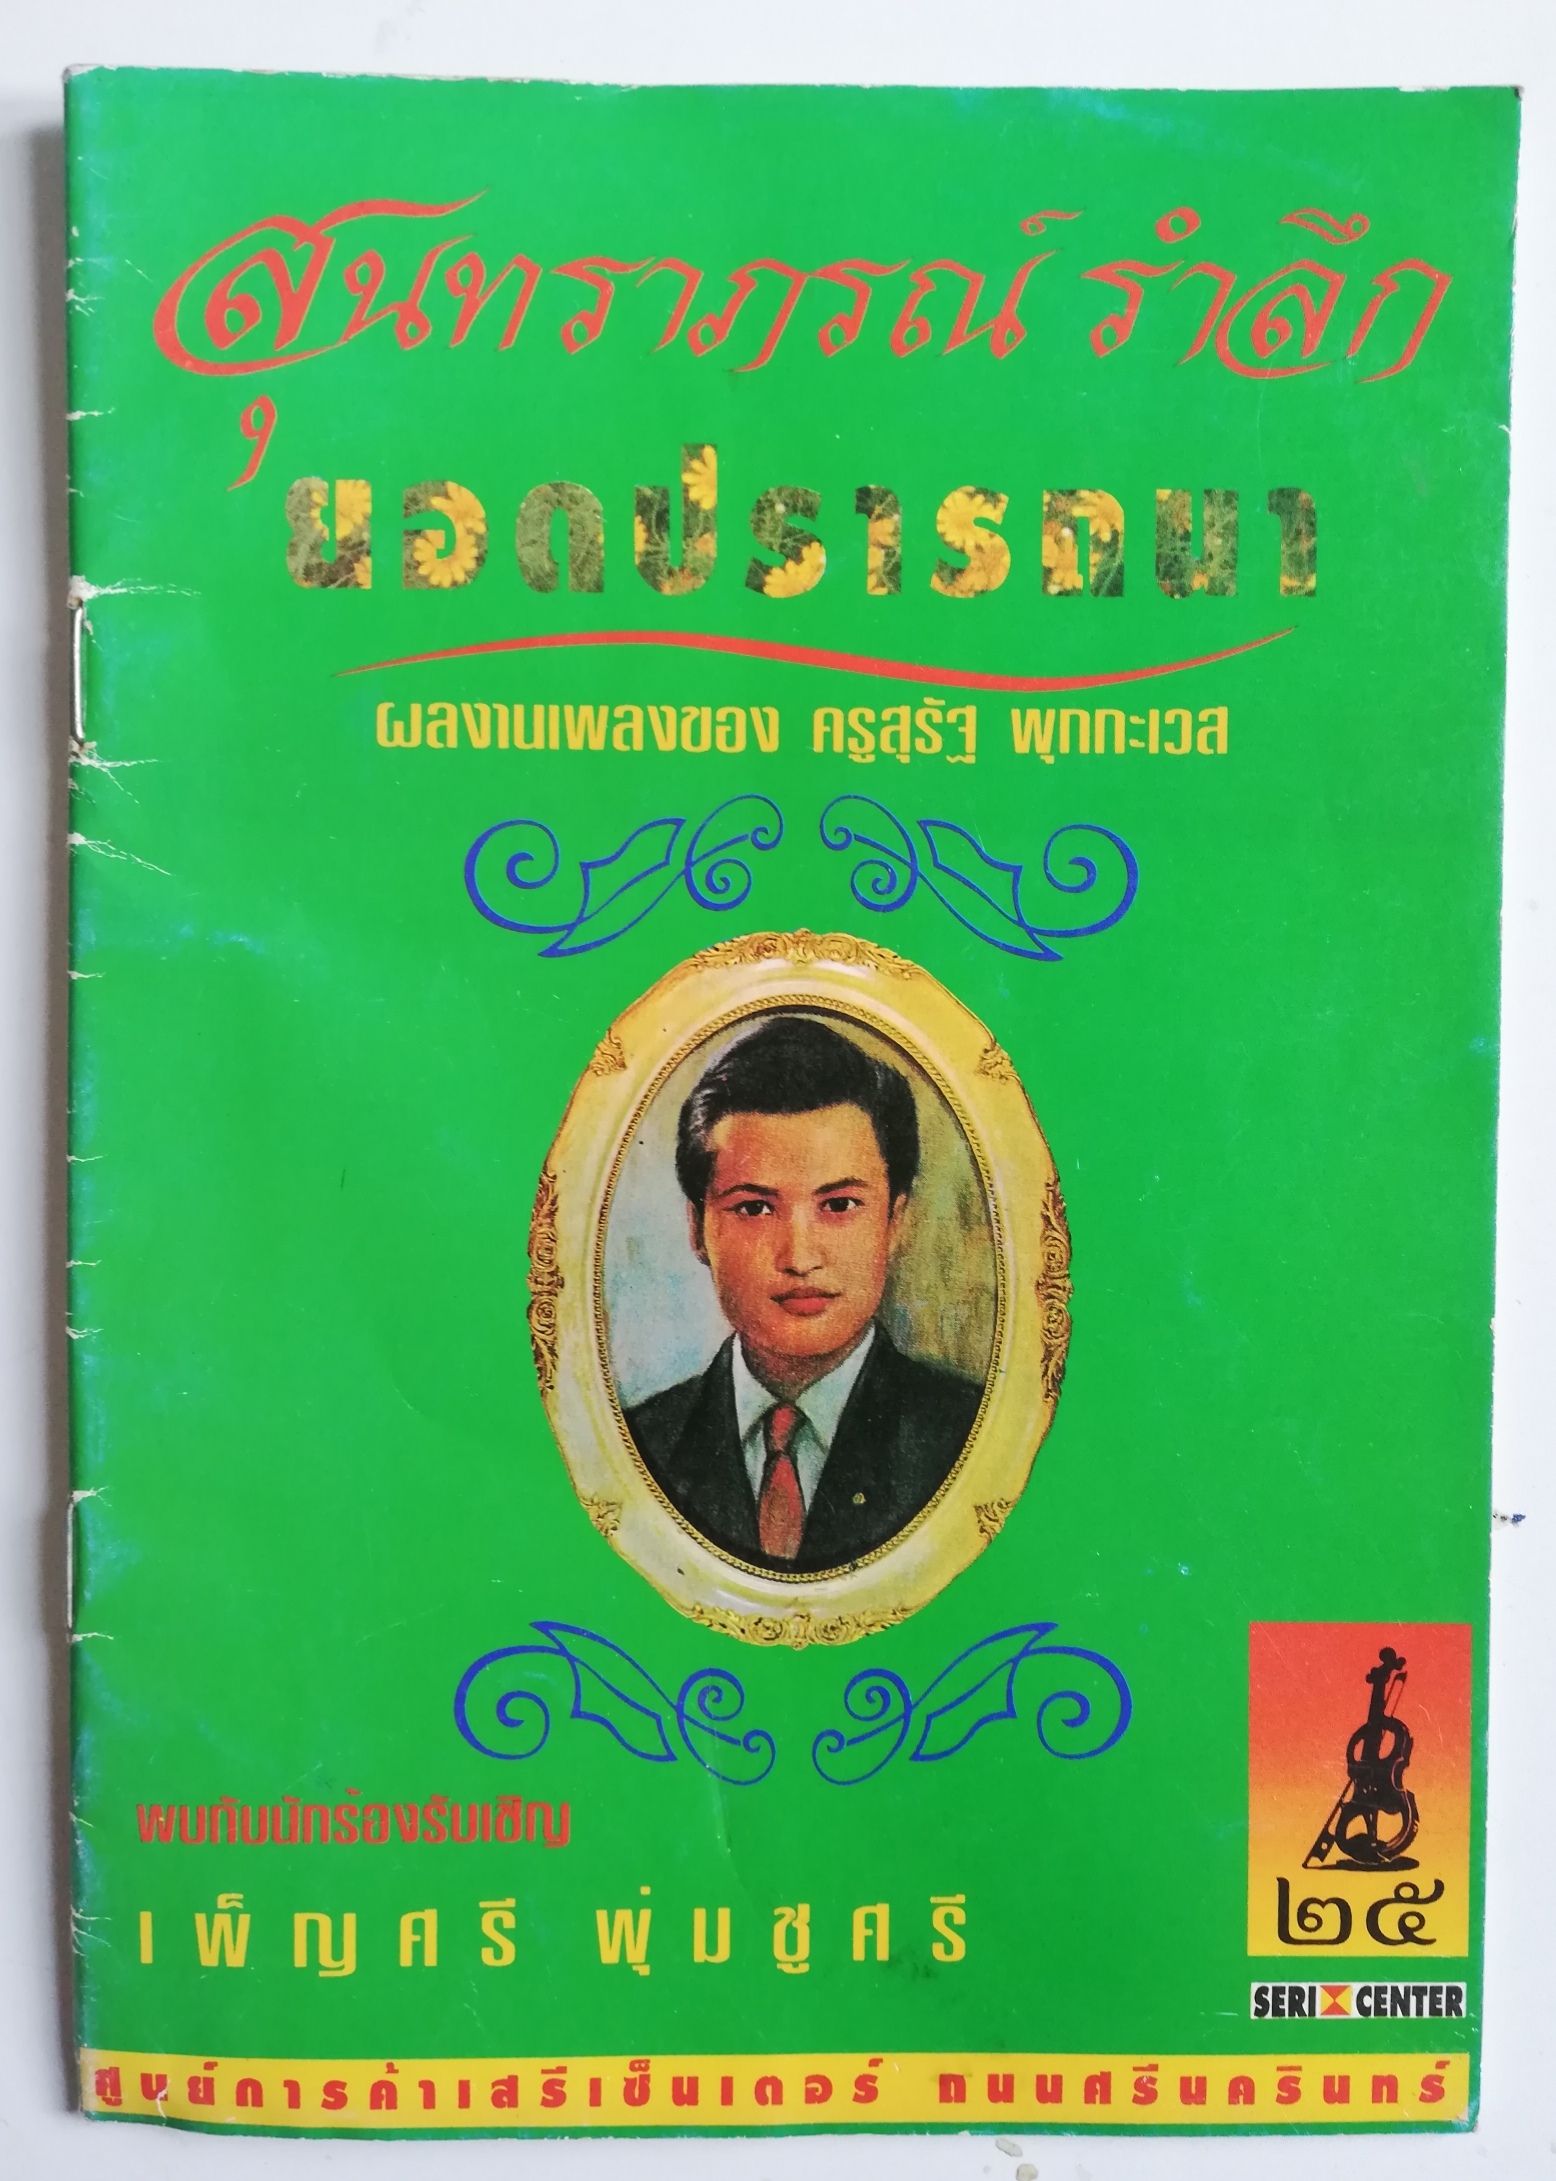 สุนทราภรณ์ รำลึก
ยอดปรารถนา
ผลงานเพลงของ ครูสุรัฐ พุกกะเวส
พบกับนักร้องรับเชิญ
เพ็ญศรี พุ่มชูศรี
๒๕
SERI CENTER
ศูนย์การค้าเสรีเซ็นเตอร์ ถนนศรีนครินทร์